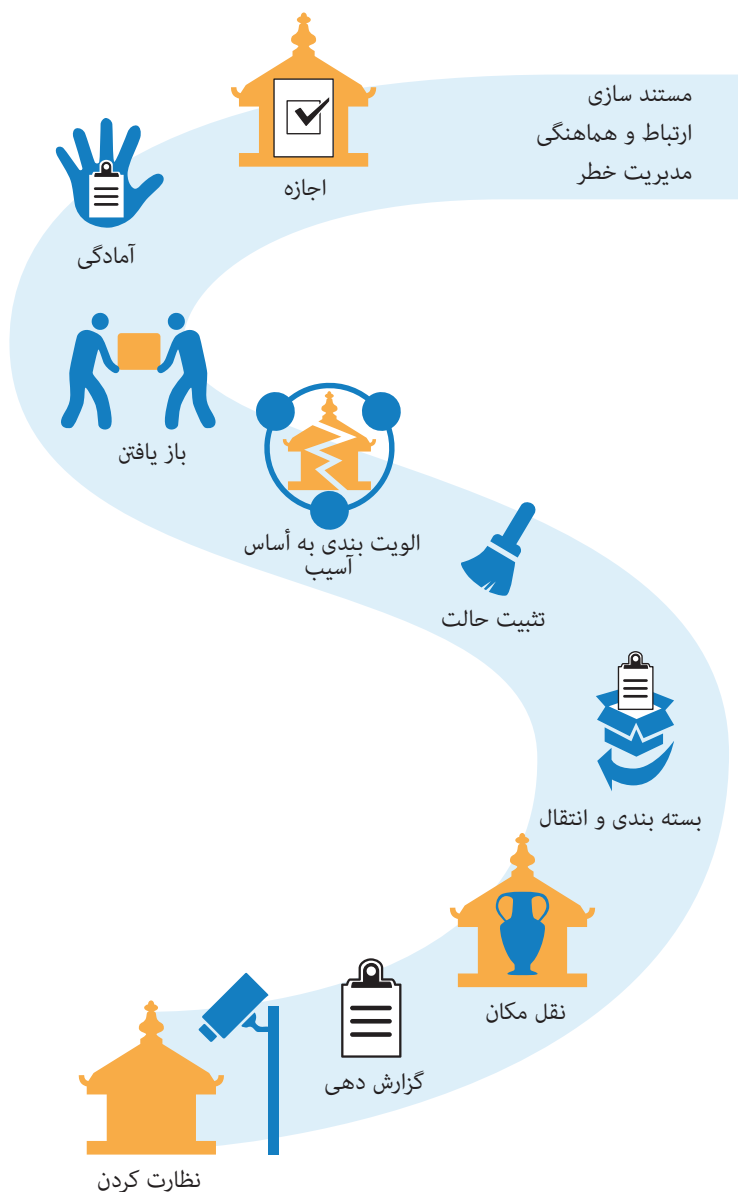 مستند سازی
ارتباط و هماهنگی
مدیریت خطر
اجازه
آمادگی
باز یافتن
الویت بندی به أساس
آسیب
تثبیت حالت
بسته بندی و انتقال
نقل مکان
گزارش دهی
نظارت کردن